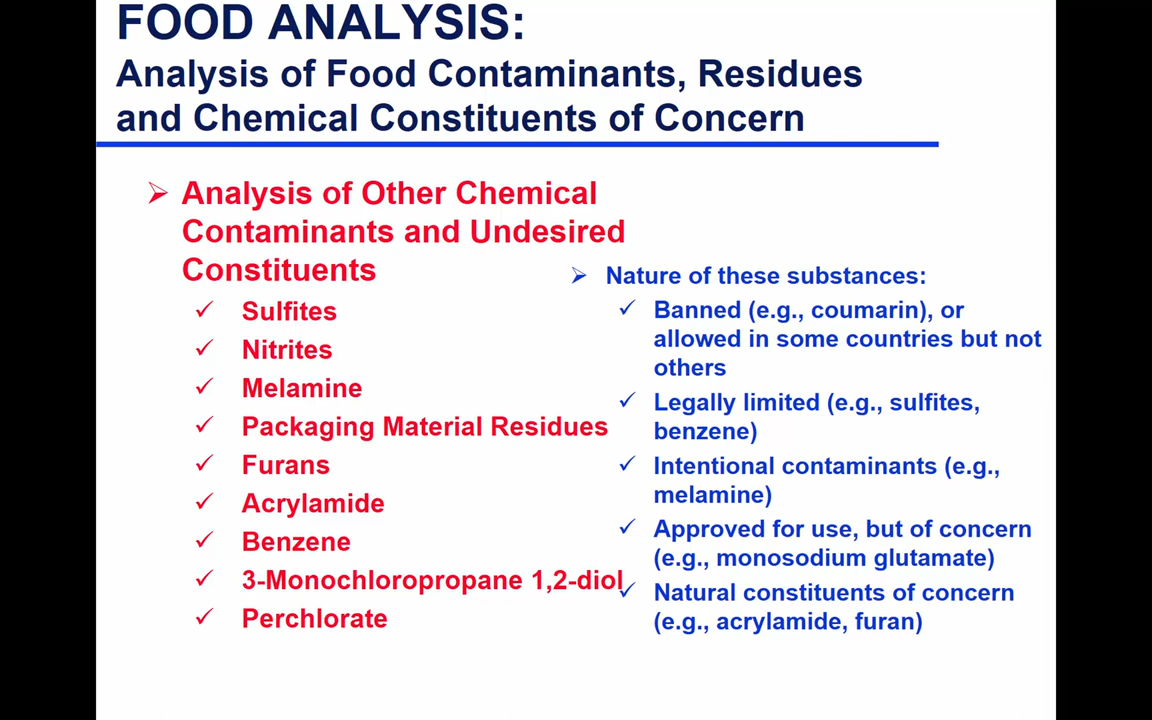 FOOD ANALYSIS:
Analysis of Food Contaminants, Residues
and Chemical Constituents of Concern
Analysis of Other Chemical
Contaminants and Undesired
Constituents
Sulfites
Nitrites
Melamine
Packaging Material Residues
Furans
Acrylamide
Benzene
3-Monochloropropane 1,2-diol
Perchlorate
Nature of these substances:
Banned (e.g., coumarin), or
allowed in some countries but not
others
Legally limited (e.g., sulfites,
benzene)
Intentional contaminants (e.g.,
melamine)
Approved for use, but of concern
(e.g., monosodium glutamate)
Natural constituents of concern
(e.g., acrylamide, furan)